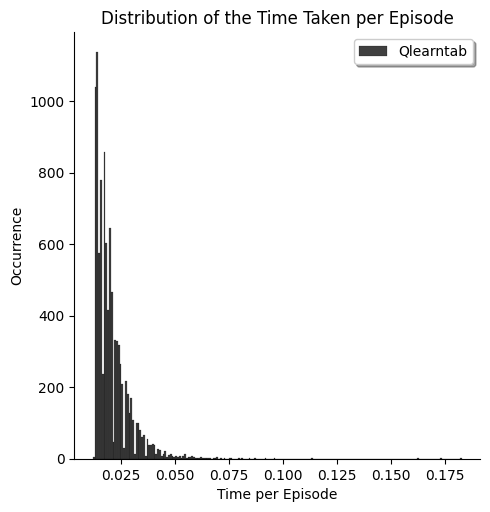 Distribution of the Time Taken per Episode
Qlearntab
Occurrence
1000
800
600
400
200
0
0.025 0.050 0.075 0.100 0.125 0.150 0.175
Time per Episode